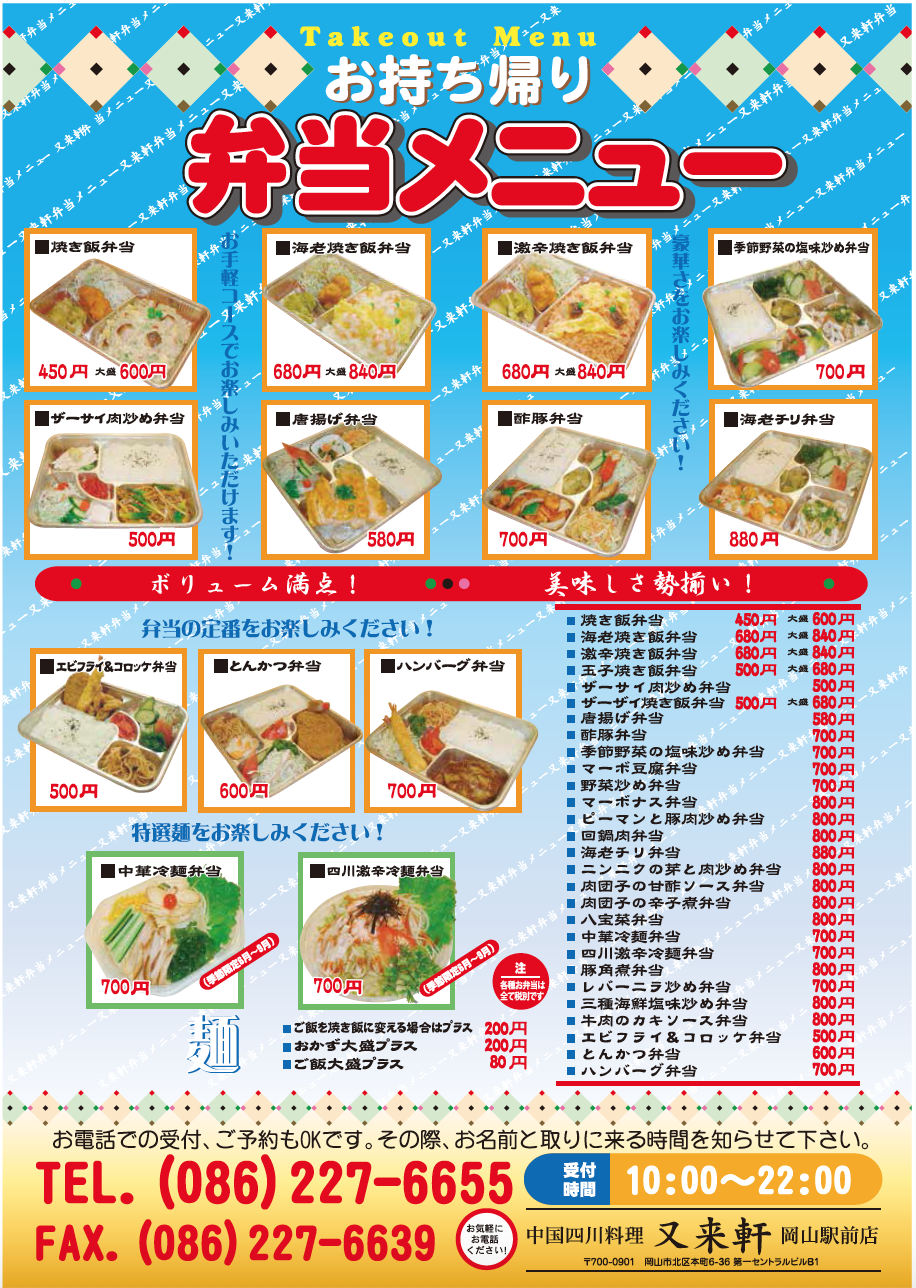 Takeout Menu
お持ち帰り
弁当メニュー
■焼き飯弁当
450円 大盛 600円
お手軽コースでお楽しみいただけます！
■海老焼き飯弁当
680円 大盛 840円
■激辛焼き飯弁当
680円 大盛 840円
豪華さをお楽しみください！
■季節野菜の塩味炒め弁当
700円
■ザーサイ肉炒め弁当
500円
■唐揚げ弁当
580円
■酢豚弁当
700円
■海老チリ弁当
880円
ボリューム満点！ 美味しさ勢揃い！
弁当の定番をお楽しみください！
■エビフライ&コロッケ弁当
500円
■とんかつ弁当
600円
■ハンバーグ弁当
700円
特選麺をお楽しみください！
■中華冷麺弁当
700円
■四川激辛冷麺弁当
700円
注
各種お弁当は
全て税別です
麺
■ご飯を焼き飯に変える場合はプラス 200円
■おかず大盛プラス 200円
■ご飯大盛プラス 80円
■焼き飯弁当 450円 大盛 600円
■海老焼き飯弁当 680円 大盛 840円
■激辛焼き飯弁当 680円 大盛 840円
■玉子焼き飯弁当 500円 大盛 680円
■ザーサイ肉炒め弁当 500円
■ザーザイ焼き飯弁当 500円 大盛 680円
■唐揚げ弁当 580円
■酢豚弁当 700円
■季節野菜の塩味炒め弁当 700円
■マーボ豆腐弁当 700円
■野菜炒め弁当 700円
■マーボナス弁当 800円
■ピーマンと豚肉炒め弁当 800円
■回鍋肉弁当 800円
■海老チリ弁当 880円
■ニンニクの芽と肉炒め弁当 800円
■肉団子の甘酢ソース弁当 800円
■肉団子の辛子煮弁当 800円
■八宝菜弁当 800円
■中華冷麺弁当 700円
■四川激辛冷麺弁当 700円
■豚角煮弁当 800円
■レバーニラ炒め弁当 700円
■三種海鮮塩味炒め弁当 800円
■牛肉のカキソース弁当 800円
■エビフライ＆コロッケ弁当 500円
■とんかつ弁当 600円
■ハンバーグ弁当 700円
お電話での受付、ご予約もOKです。その際、お名前と取りに来る時間を知らせて下さい。
TEL. (086) 227-6655
受付
時間
10:00〜22:00
FAX. (086) 227-6639
お気軽に
お電話
ください！
中国四川料理 又来軒 岡山駅前店
〒700-0901 岡山市北区本町6-36 第一セントラルビルB1